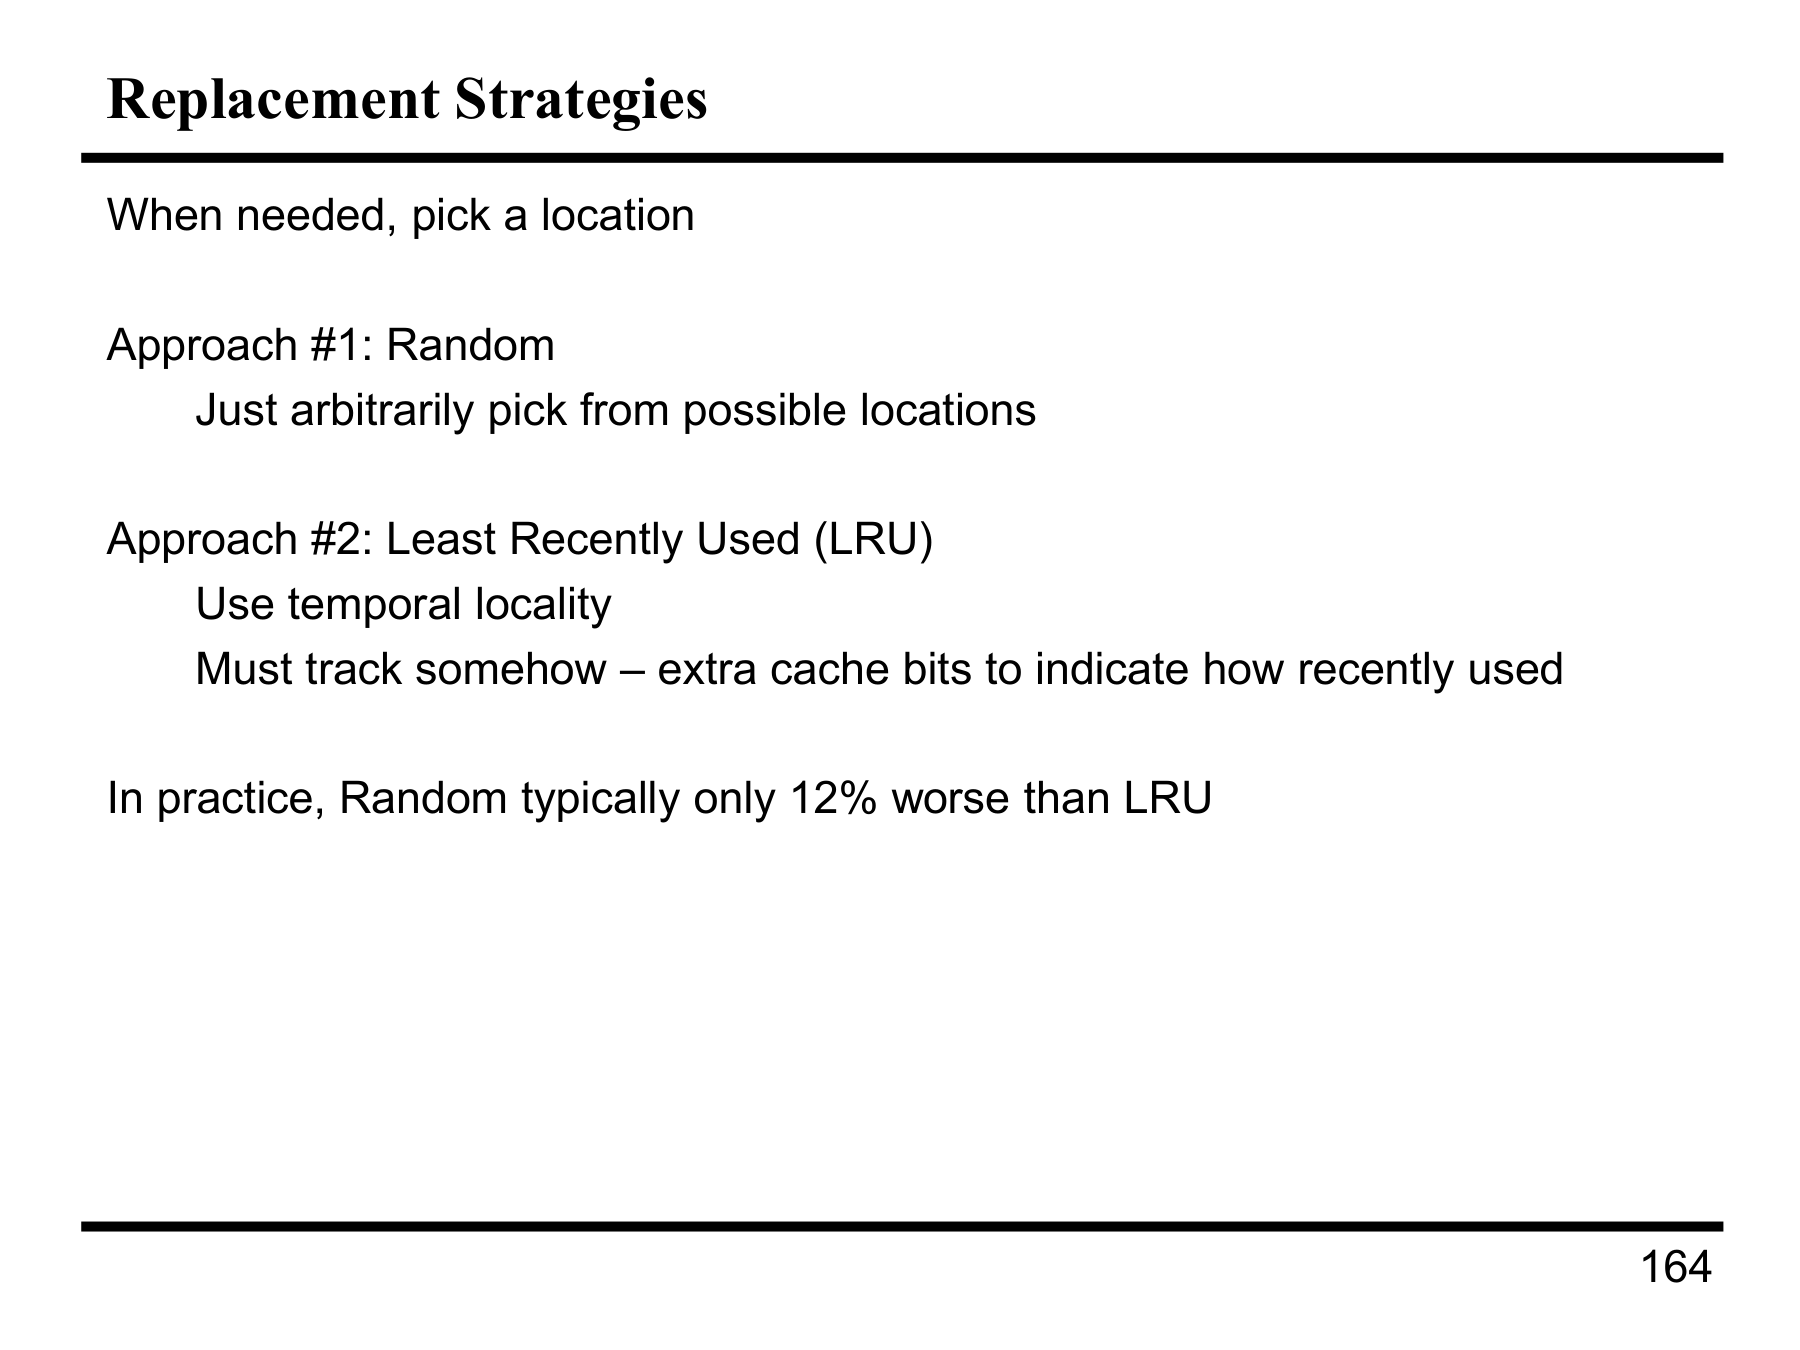 Replacement Strategies
When needed, pick a location
Approach #1: Random
Just arbitrarily pick from possible locations
Approach #2: Least Recently Used (LRU)
Use temporal locality
Must track somehow – extra cache bits to indicate how recently used
In practice, Random typically only 12% worse than LRU
164